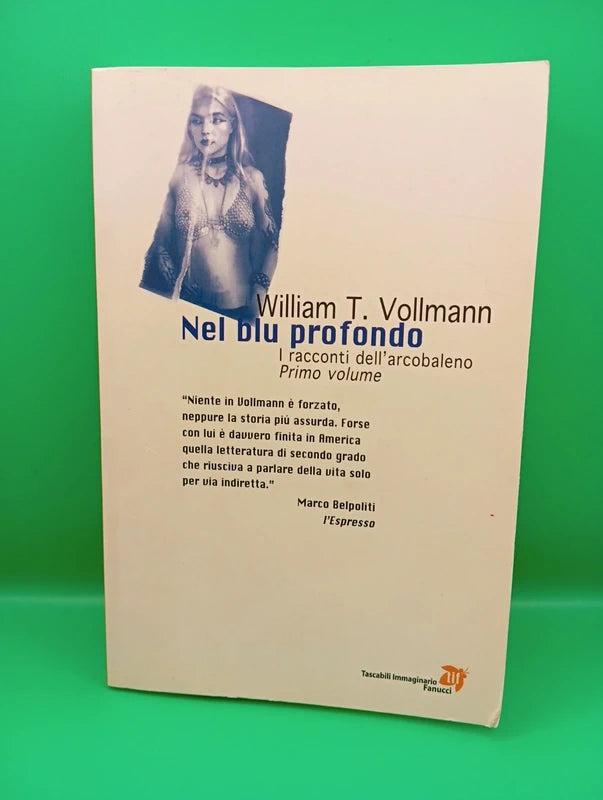 William T. Vollmann
Nel blu profondo
I racconti dell'arcobaleno
Primo volume
"Niente in Vollmann è forzato,
neppure la storia piú assurda. Forse
con lui è davvero finita in America
quella letteratura di secondo grado
che riusciva a parlare della vita solo
per via indiretta."
Marco Belpoliti
l'Espresso
Tascabili Immaginario
Fanucci
tif